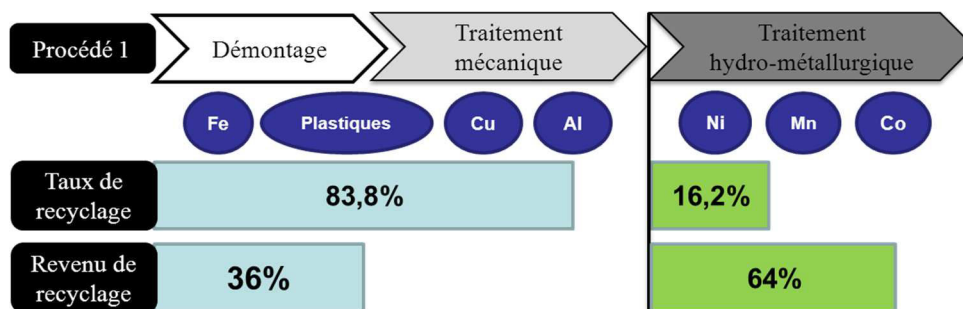 Procédé 1
Démontage
Traitement
mécanique
Traitement
hydro-métallurgique
Fe
Plastiques
Cu
Al
Ni
Mn
Co
Taux de
recyclage
83,8%
16,2%
Revenu de
recyclage
36%
64%